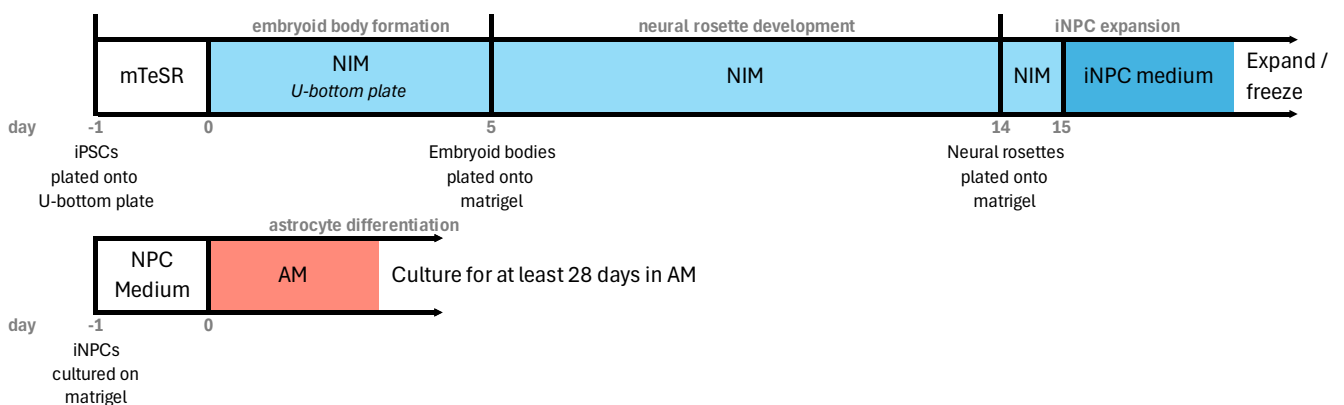 embryoid body formation
neural rosette development
iNPC expansion
mTeSR
NIM
U-bottom plate
NIM
NIM
iNPC medium
Expand /
freeze
day
-1
0
5
14
15
iPSCs
plated onto
U-bottom plate
Embryoid bodies
plated onto
matrigel
Neural rosettes
plated onto
matrigel
astrocyte differentiation
NPC
Medium
AM
Culture for at least 28 days in AM
day
-1
0
iNPCs
cultured on
matrigel